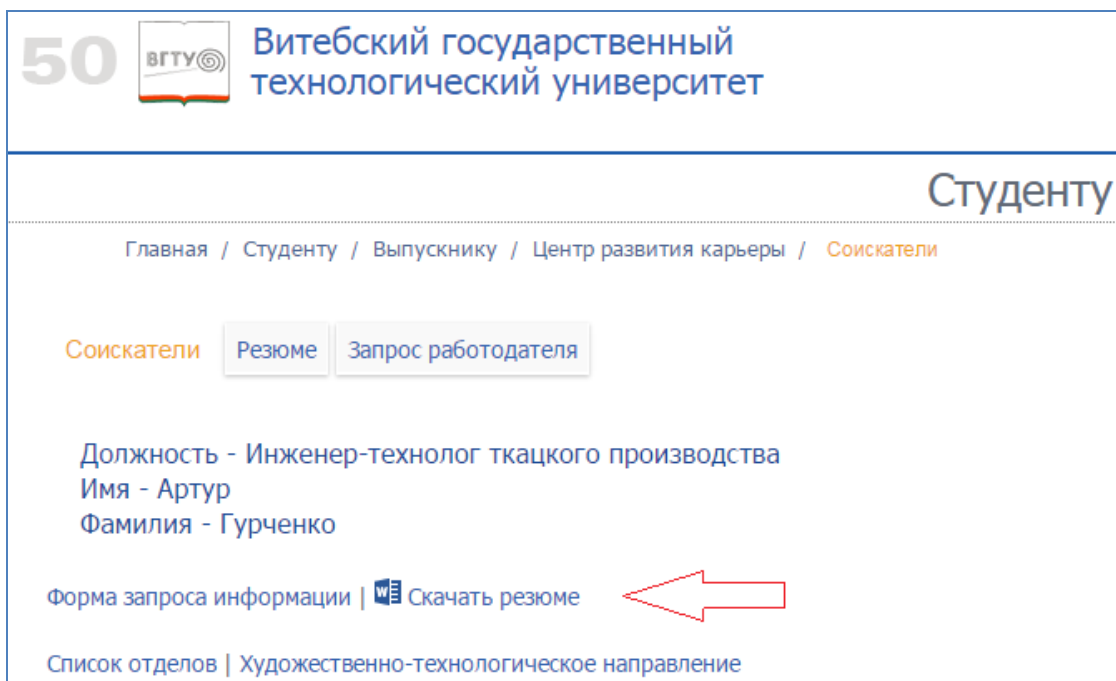 50 ВГТУ Витебский государственный
технологический университет
Студенту
Главная / Студенту / Выпускнику / Центр развития карьеры / Соискатели
Соискатели Резюме Запрос работодателя
Должность - Инженер-технолог ткацкого производства
Имя - Артур
Фамилия - Гурченко
Форма запроса информации | Скачать резюме
Список отделов | Художественно-технологическое направление